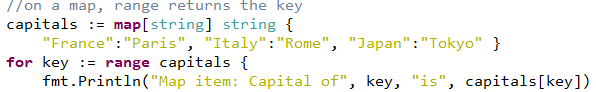 //on a map, range returns the key
capitals := map[string] string {
"France":"Paris", "Italy":"Rome", "Japan":"Tokyo" }
for key := range capitals {
fmt.Println("Map item: Capital of", key, "is", capitals[key])